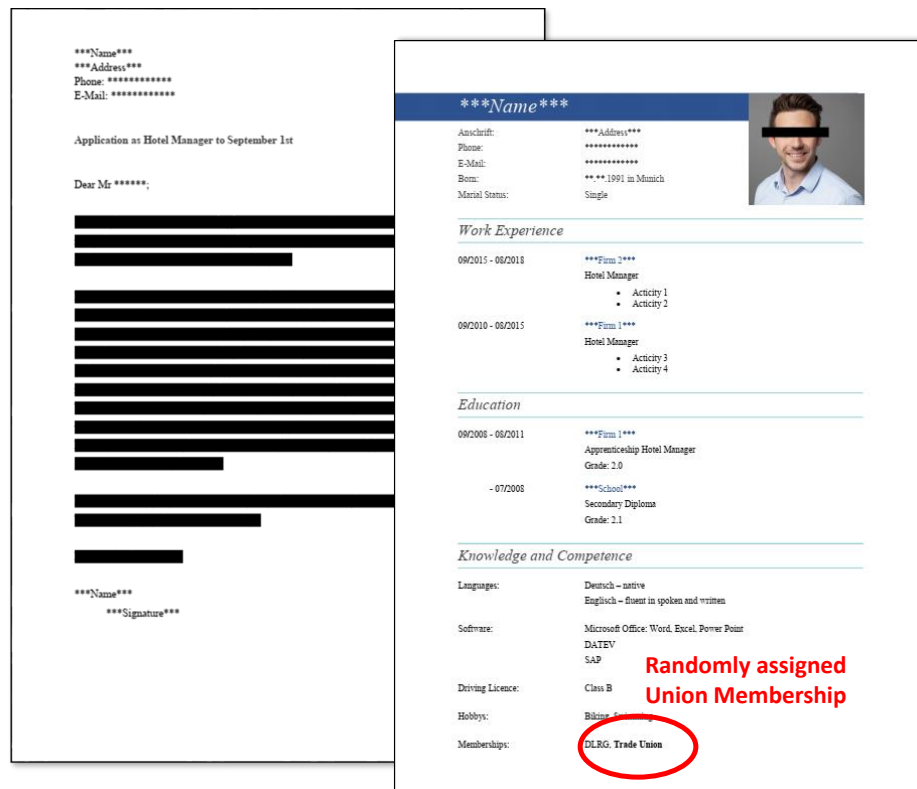 ***Name***
***Address***
Phone: ************
E-Mail: ************
Application as Hotel Manager to September 1st
Dear Mr ******;
***Name***
***Signature***
***Name***
Anschrift: ***Address***
Phone: ************
E-Mail: ************
Born: **.**.1991 in Munich
Marial Status: Single
Work Experience
09/2015 - 08/2018 ***Firm 2***
Hotel Manager
• Acticity 1
• Acticity 2
09/2010 - 08/2015 ***Firm 1***
Hotel Manager
• Acticity 3
• Acticity 4
Education
09/2008 - 08/2011 ***Firm 1***
Apprenticeship Hotel Manager
Grade: 2.0
- 07/2008 ***School***
Secondary Diploma
Grade: 2.1
Knowledge and Competence
Languages: Deutsch – native
Englisch – fluent in spoken and written
Software: Microsoft Office: Word, Excel, Power Point
DATEV
SAP
Randomly assigned
Union Membership
Driving Licence: Class B
Hobbys: Biking,
Memberships: DLRG, Trade Union